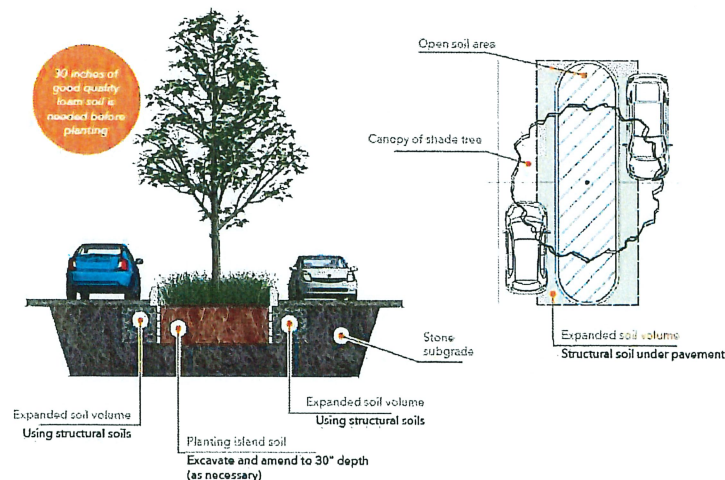 30 inches of
good quality
loam soil is
needed before
planting
Open soil area
Canopy of shade tree
Expanded soil volume
Structural soil under pavement
Stone
subgrade
Expanded soil volume
Using structural soils
Expanded soil volume
Using structural soils
Planting island soil
Excavate and amend to 30" depth
(as necessary)